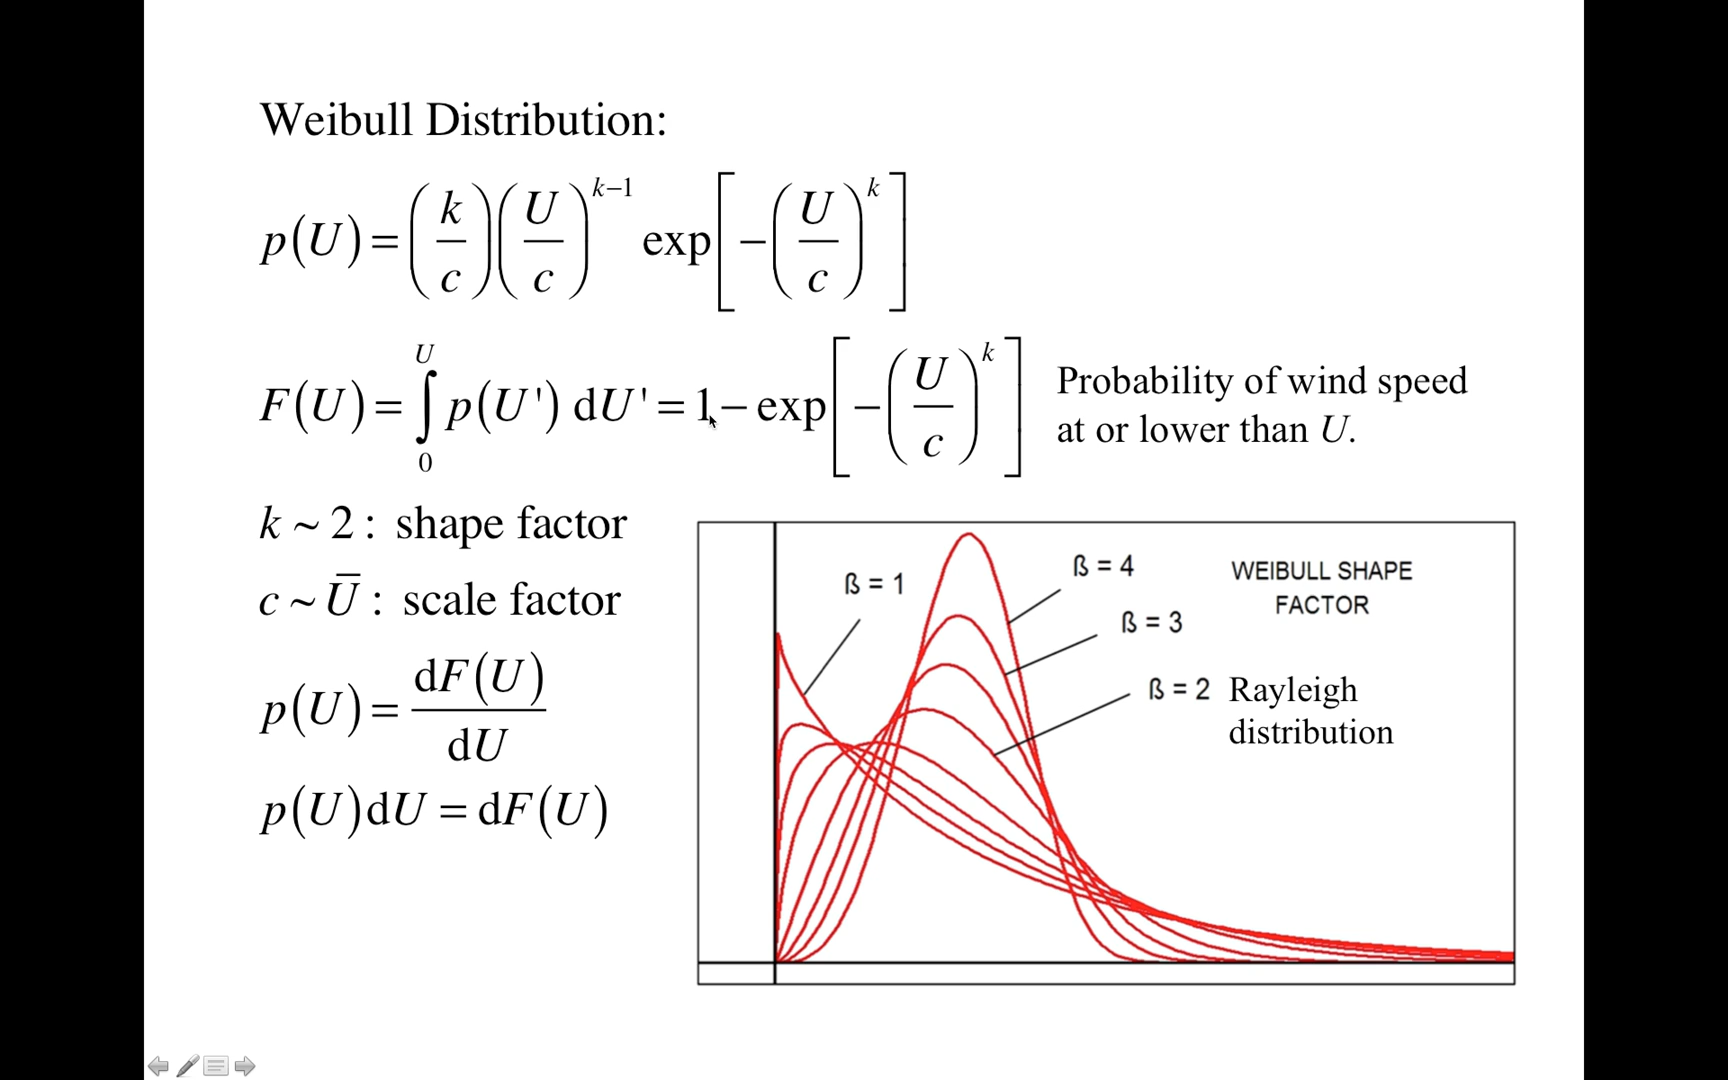 Weibull Distribution:
p(U) = (k/c)(U/c)^{k−1} exp[−(U/c)^k]
F(U) = ∫_0^U p(U') dU' = 1 − exp[−(U/c)^k]
Probability of wind speed
at or lower than U.
k ~ 2 : shape factor
c ~ U̅ : scale factor
p(U) = dF(U)/dU
p(U)dU = dF(U)
ß = 1
ß = 4
WEIBULL SHAPE
FACTOR
ß = 3
ß = 2 Rayleigh
distribution